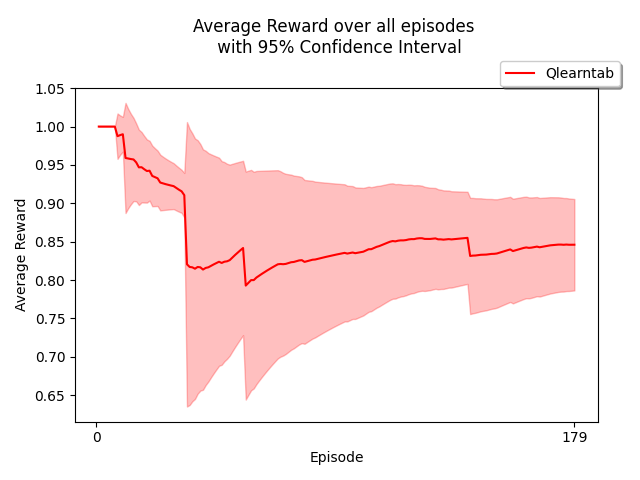 Average Reward over all episodes
with 95% Confidence Interval
Qlearntab
1.05
1.00
0.95
0.90
0.85
0.80
0.75
0.70
0.65
Average Reward
0
179
Episode